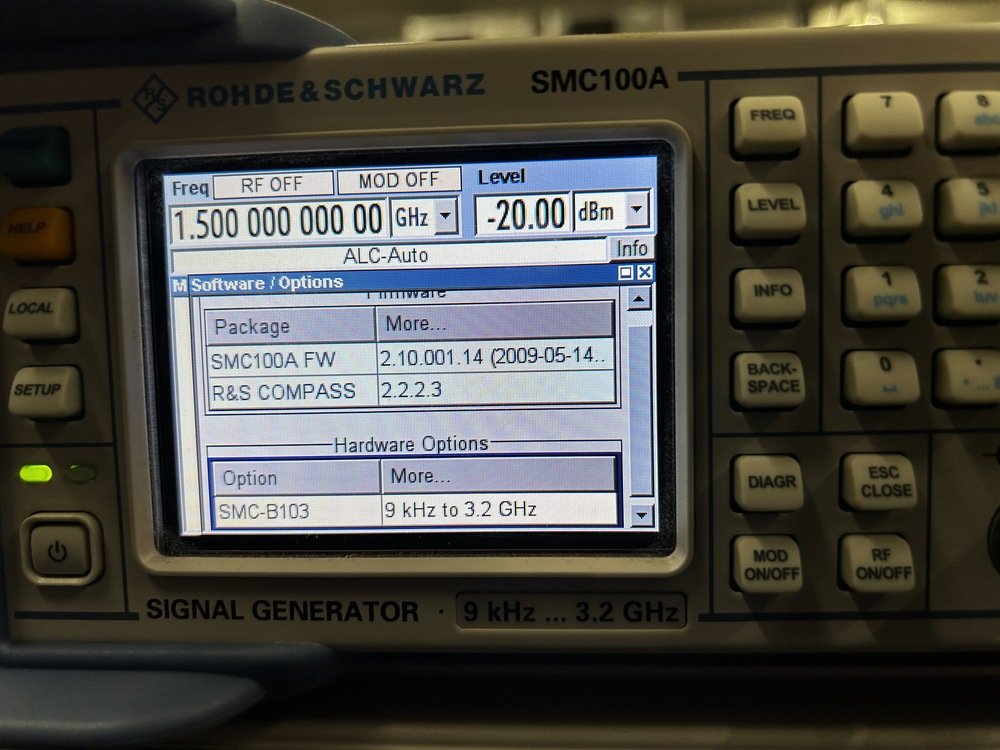 R&S ROHDE & SCHWARZ SMC100A
Freq RF OFF MOD OFF Level
1.500 000 000 00 GHz -20.00 dBm
ALC-Auto Info
M Software / Options
Firmware
Package More...
SMC100A FW 2.10.001.14 (2009-05-14..
R&S COMPASS 2.2.2.3
Hardware Options
Option More...
SMC-B103 9 kHz to 3.2 GHz
SIGNAL GENERATOR · 9 kHz ... 3.2 GHz
HELP
LOCAL
SETUP
FREQ 7 8 abc
LEVEL 4 ghi 5 jkl
INFO 1 pqrs 2 tuv
BACK-
SPACE
0
* ...
DIAGR
ESC
CLOSE
MOD
ON/OFF
RF
ON/OFF